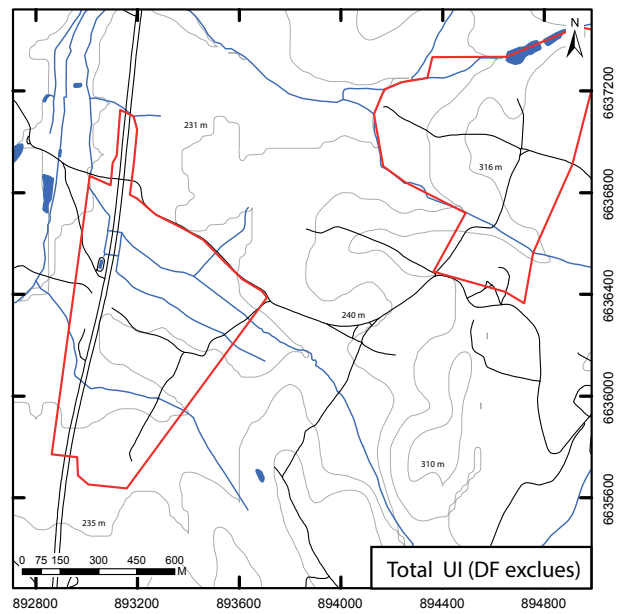 N
6637200
231 m
316 m
6636800
6636400
240 m
6636000
310 m
6635600
235 m
0 75 150 300 450 600
M
Total UI (DF exclues)
892800 893200 893600 894000 894400 894800